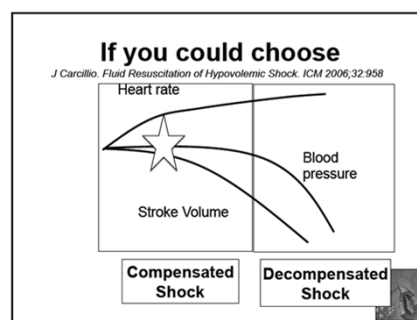 If you could choose
J Carcillio. Fluid Resuscitation of Hypovolemic Shock. ICM 2006;32:958
Heart rate
Blood
pressure
Stroke Volume
Compensated
Shock
Decompensated
Shock